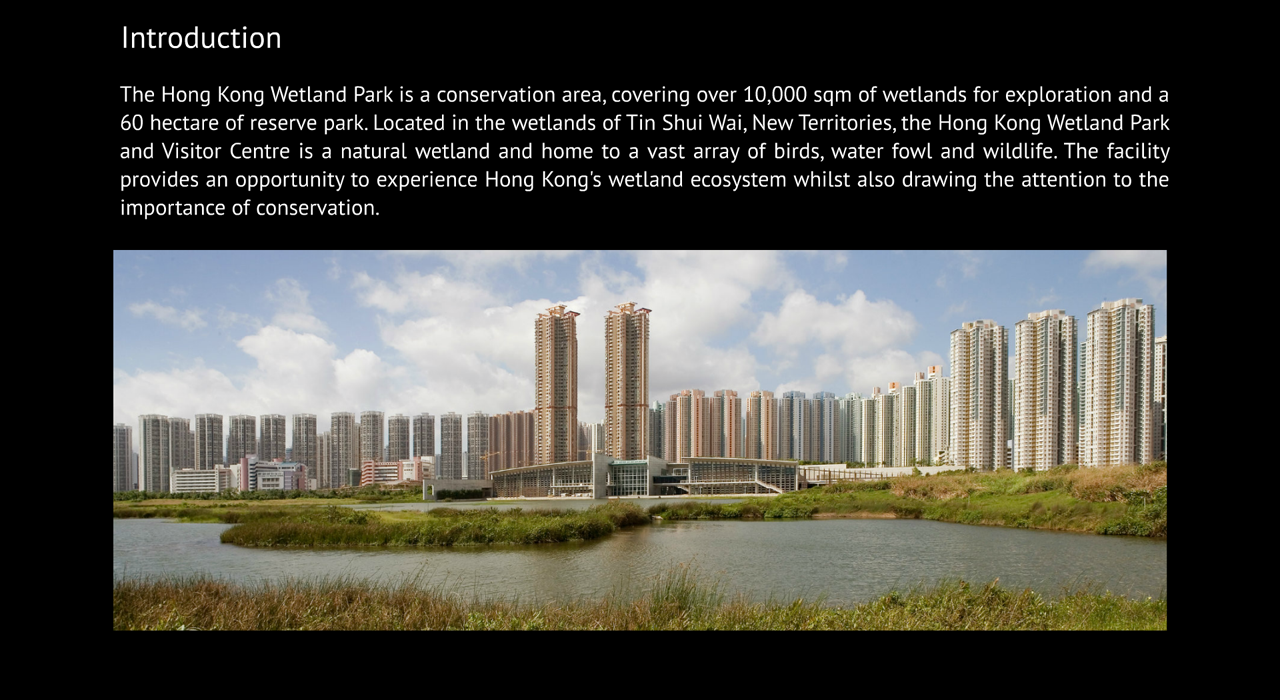 Introduction
The Hong Kong Wetland Park is a conservation area, covering over 10,000 sqm of wetlands for exploration and a
60 hectare of reserve park. Located in the wetlands of Tin Shui Wai, New Territories, the Hong Kong Wetland Park
and Visitor Centre is a natural wetland and home to a vast array of birds, water fowl and wildlife. The facility
provides an opportunity to experience Hong Kong's wetland ecosystem whilst also drawing the attention to the
importance of conservation.